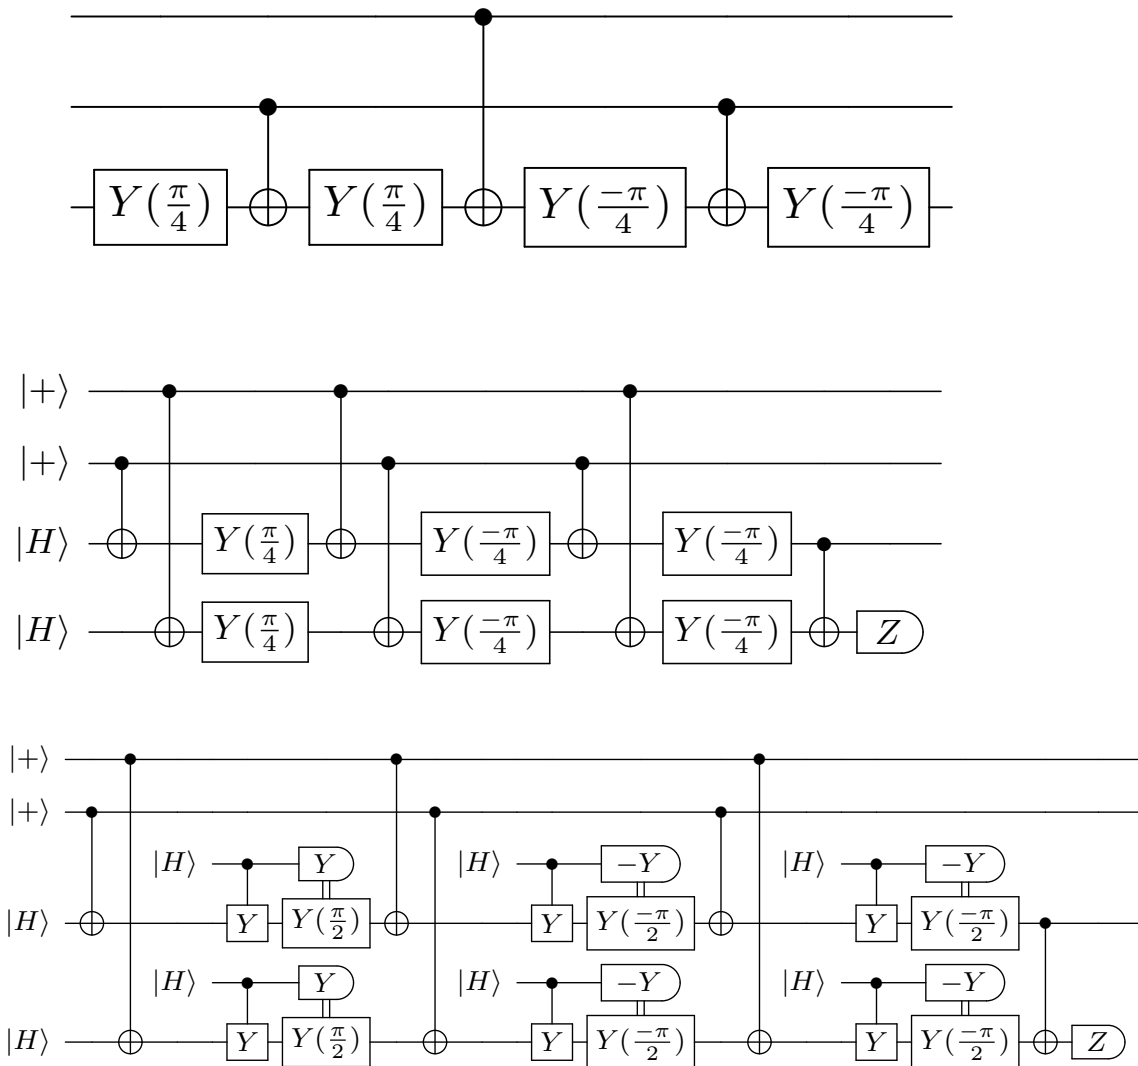 Y(π/4) Y(π/4) Y(-π/4) Y(-π/4)
|+⟩
|+⟩
|H⟩ Y(π/4) Y(-π/4) Y(-π/4)
|H⟩ Y(π/4) Y(-π/4) Y(-π/4) Z
|+⟩
|+⟩
|H⟩ Y |H⟩ -Y |H⟩ -Y
|H⟩ Y Y(π/2) Y Y(-π/2) Y Y(-π/2)
|H⟩ Y |H⟩ -Y |H⟩ -Y
|H⟩ Y Y(π/2) Y Y(-π/2) Y Y(-π/2) Z